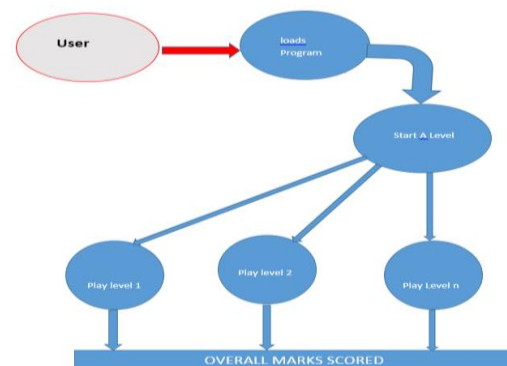 User
loads
Program
Start A Level
Play level 1
Play level 2
Play Level n
OVERALL MARKS SCORED